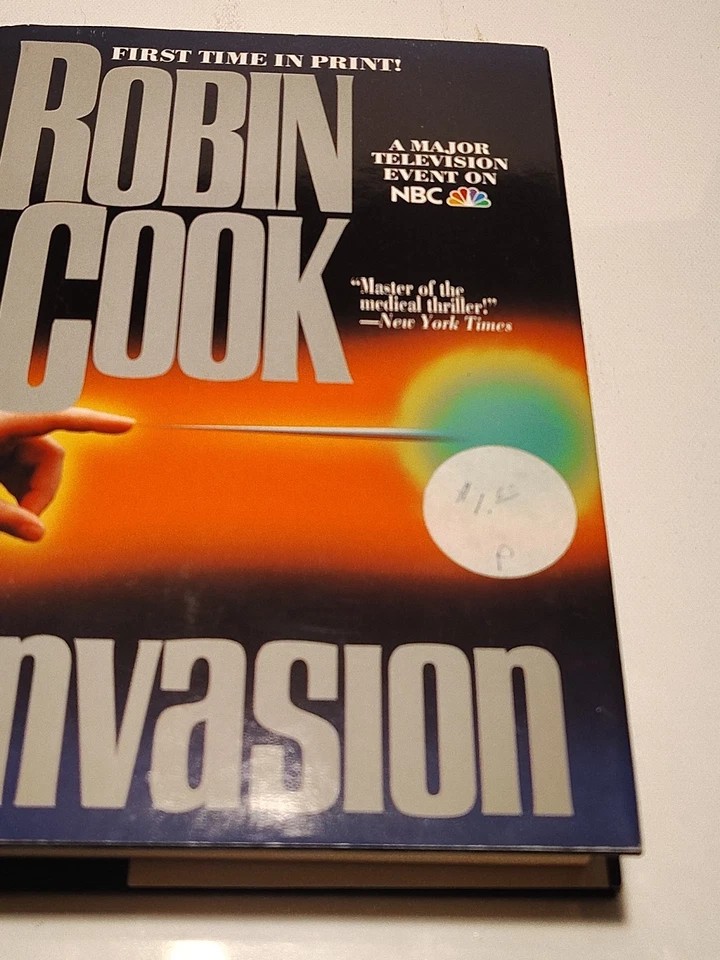 FIRST TIME IN PRINT!
ROBIN
COOK
A MAJOR
TELEVISION
EVENT ON
NBC
“Master of the
medical thriller!”
—New York Times
P
nvasion